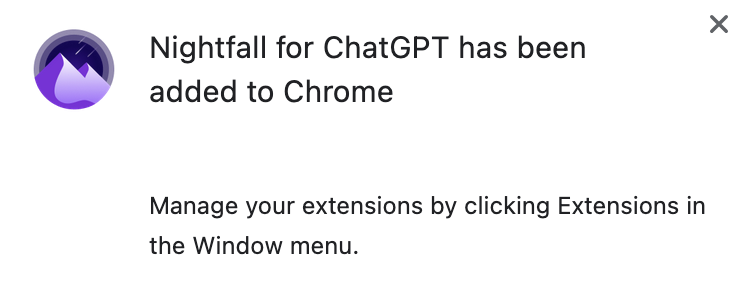 Nightfall for ChatGPT has been
added to Chrome
Manage your extensions by clicking Extensions in
the Window menu.